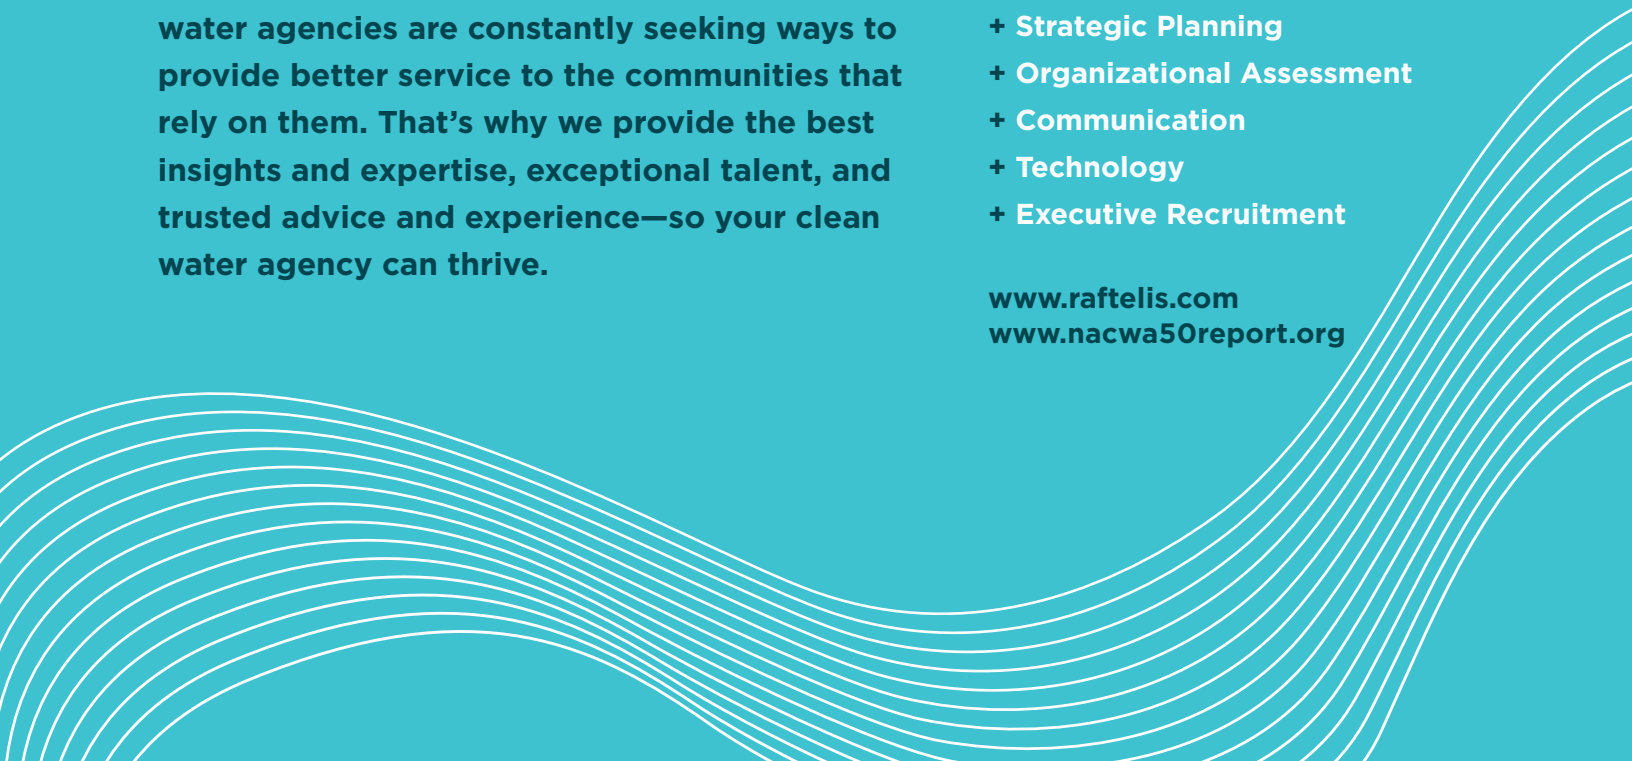 water agencies are constantly seeking ways to
provide better service to the communities that
rely on them. That’s why we provide the best
insights and expertise, exceptional talent, and
trusted advice and experience—so your clean
water agency can thrive.
+ Strategic Planning
+ Organizational Assessment
+ Communication
+ Technology
+ Executive Recruitment
www.raftelis.com
www.nacwa50report.org